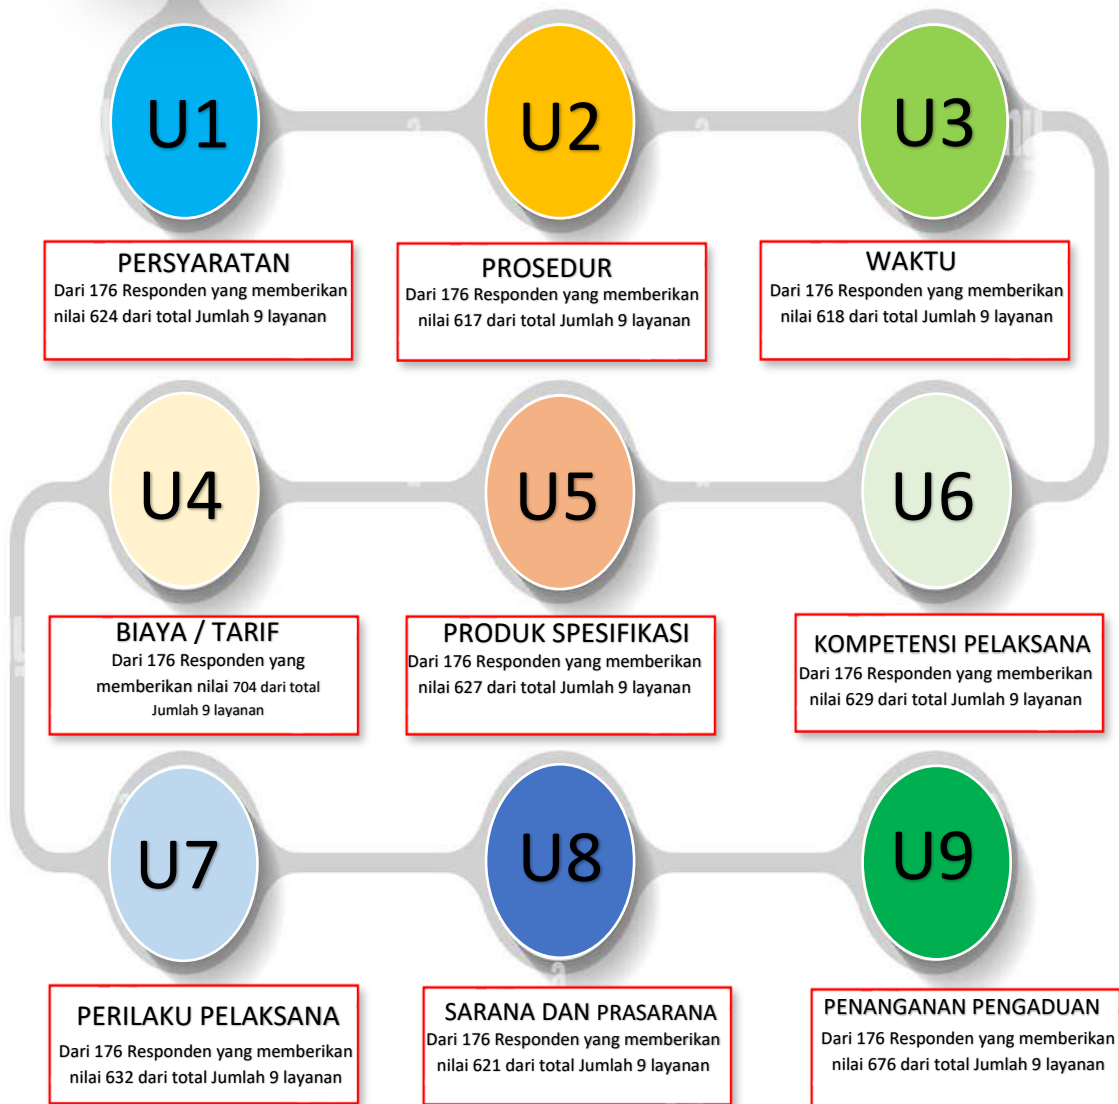 U1
U2
U3
PERSYARATAN
Dari 176 Responden yang memberikan
nilai 624 dari total Jumlah 9 layanan
PROSEDUR
Dari 176 Responden yang memberikan
nilai 617 dari total Jumlah 9 layanan
WAKTU
Dari 176 Responden yang memberikan
nilai 618 dari total Jumlah 9 layanan
U4
U5
U6
BIAYA / TARIF
Dari 176 Responden yang
memberikan nilai 704 dari total
Jumlah 9 layanan
PRODUK SPESIFIKASI
Dari 176 Responden yang memberikan
nilai 627 dari total Jumlah 9 layanan
KOMPETENSI PELAKSANA
Dari 176 Responden yang memberikan
nilai 629 dari total Jumlah 9 layanan
U7
U8
U9
PERILAKU PELAKSANA
Dari 176 Responden yang memberikan
nilai 632 dari total Jumlah 9 layanan
SARANA DAN PRASARANA
Dari 176 Responden yang memberikan
nilai 621 dari total Jumlah 9 layanan
PENANGANAN PENGADUAN
Dari 176 Responden yang memberikan
nilai 676 dari total Jumlah 9 layanan